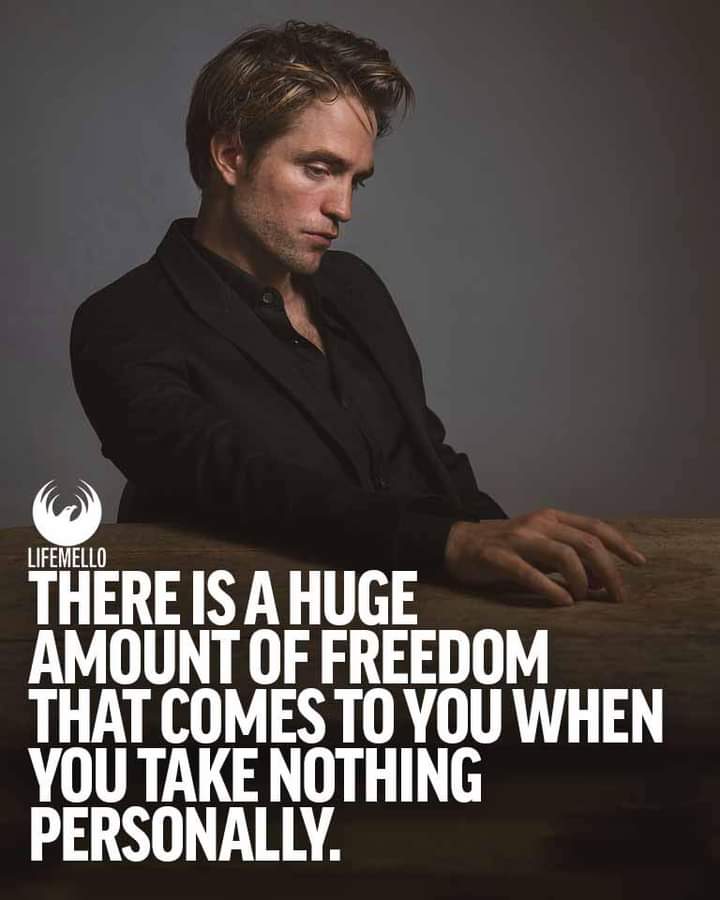 LIFEMELLO
THERE IS A HUGE
AMOUNT OF FREEDOM
THAT COMES TO YOU WHEN
YOU TAKE NOTHING
PERSONALLY.